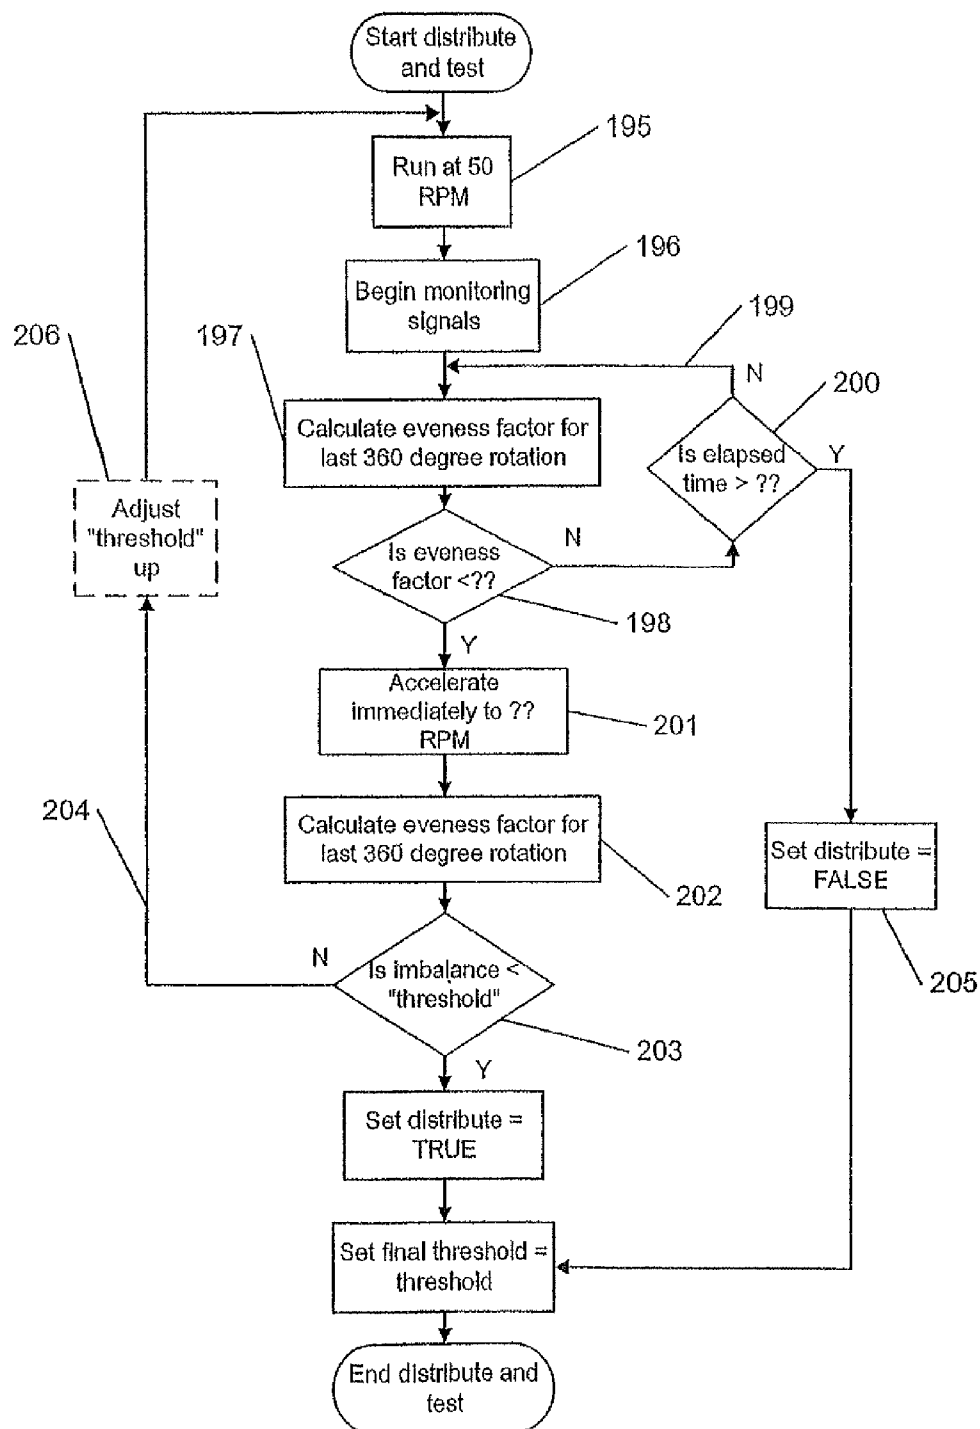 Start distribute
and test
195
Run at 50
RPM
196
Begin monitoring
signals
199
197
206
N
200
Calculate eveness factor for
last 360 degree rotation
Is elapsed
time > ??
Y
Adjust
"threshold"
up
Is eveness
factor <??
N
198
Y
Accelerate
immediately to ??
RPM
201
204
Calculate eveness factor for
last 360 degree rotation
202
Set distribute =
FALSE
205
N
Is imbalance <
"threshold"
203
Y
Set distribute =
TRUE
Set final threshold =
threshold
End distribute and
test